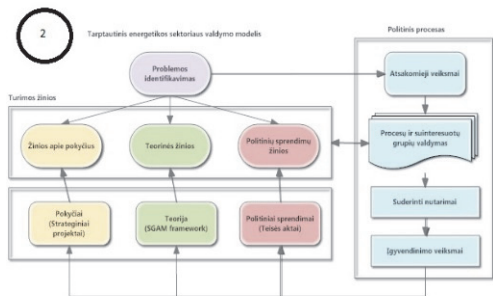 2
Tarptautinis energetikos sektoriaus valdymo modelis
Politinis procesas
Problemos
identifikavimas
Atsakomieji veiksmai
Turimos žinios
Žinios apie pokyčius
Teorinės žinios
Politinių sprendimų
žinios
Procesų ir suinteresuotų
grupių valdymas
Pokyčiai
(Strateginiai
projektai)
Teorija
(SGAM framework)
Politiniai sprendimai
(Teisės aktai)
Suderinti nutarimai
Įgyvendinimo veiksmai